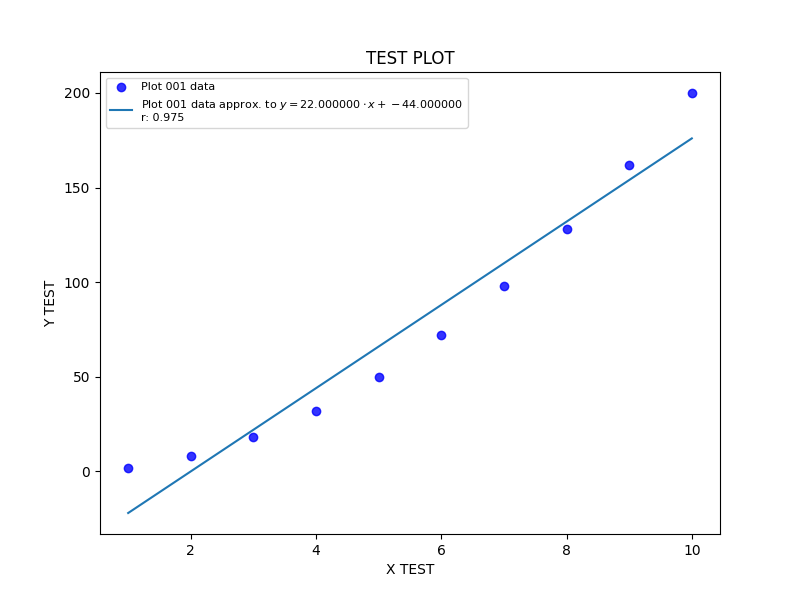 TEST PLOT
Plot 001 data
Plot 001 data approx. to y = 22.000000 · x + −44.000000
r: 0.975
200
150
100
50
0
Y TEST
2 4 6 8 10
X TEST